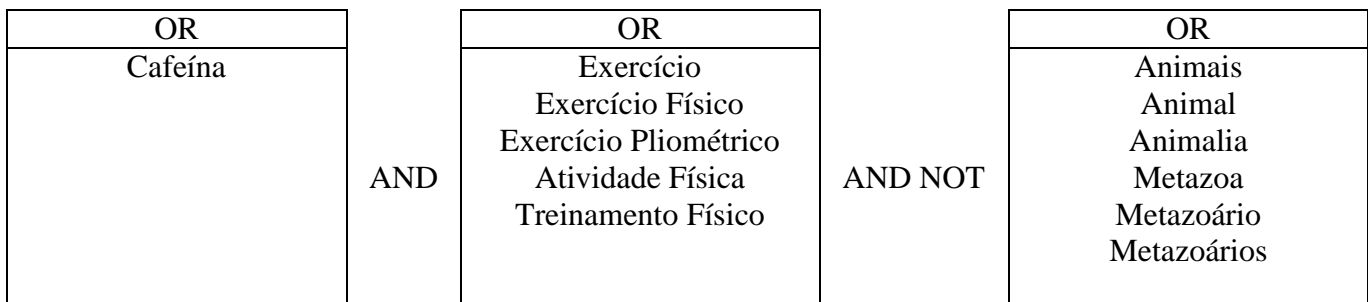 OR
Cafeína
AND
OR
Exercício
Exercício Físico
Exercício Pliométrico
Atividade Física
Treinamento Físico
AND NOT
OR
Animais
Animal
Animalia
Metazoa
Metazoário
Metazoários